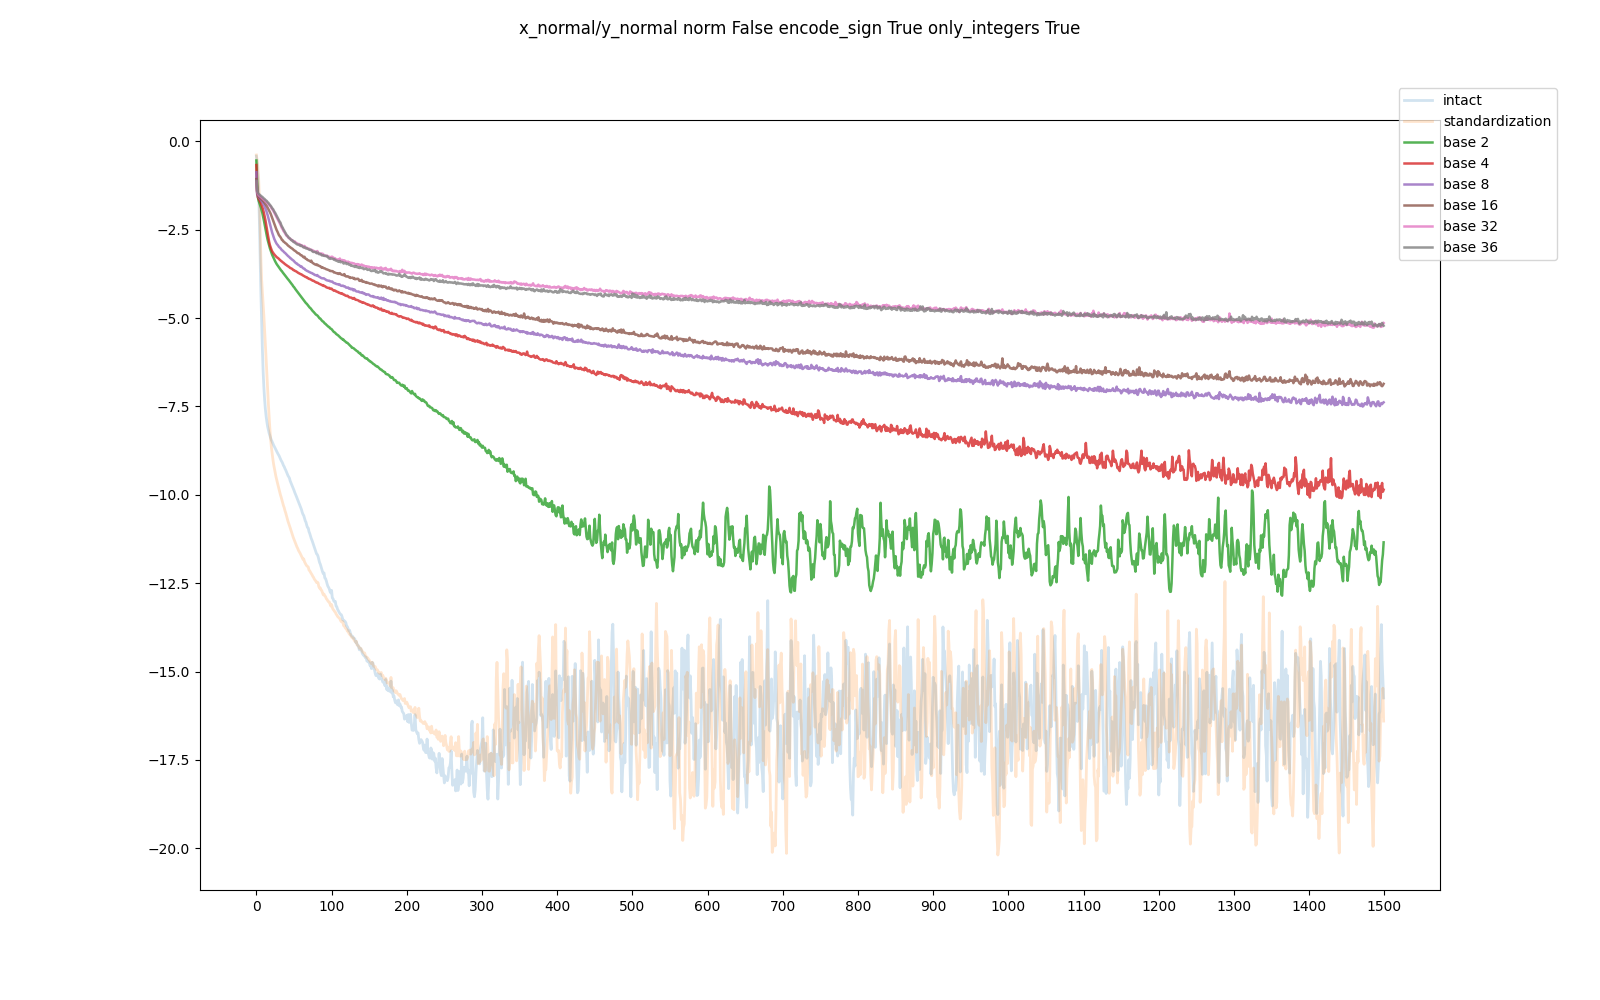 x_normal/y_normal norm False encode_sign True only_integers True
intact
standardization
base 2
base 4
base 8
base 16
base 32
base 36
0.0
−2.5
−5.0
−7.5
−10.0
−12.5
−15.0
−17.5
−20.0
0 100 200 300 400 500 600 700 800 900 1000 1100 1200 1300 1400 1500